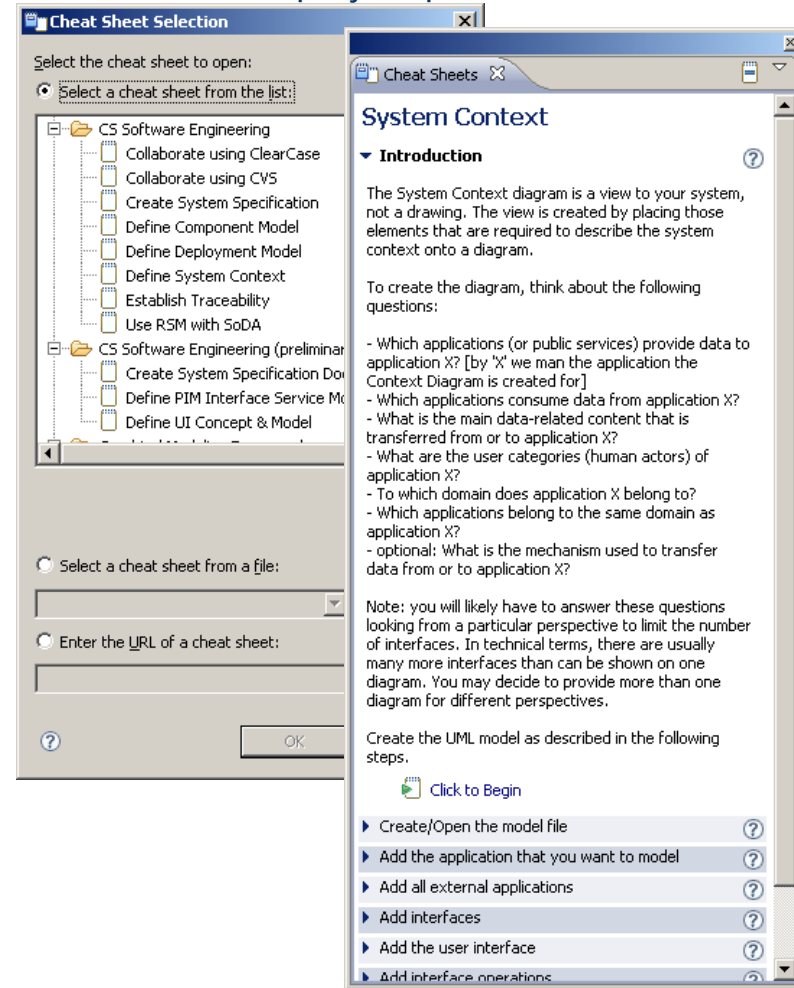 Cheat Sheet Selection
Select the cheat sheet to open:
Select a cheat sheet from the list:
CS Software Engineering
Collaborate using ClearCase
Collaborate using CVS
Create System Specification
Define Component Model
Define Deployment Model
Define System Context
Establish Traceability
Use RSM with SoDA
CS Software Engineering (preliminar
Create System Specification Do
Define PIM Interface Service Mo
Define UI Concept & Model
Select a cheat sheet from a file:
Enter the URL of a cheat sheet:
OK
Cheat Sheets
System Context
Introduction
The System Context diagram is a view to your system,
not a drawing. The view is created by placing those
elements that are required to describe the system
context onto a diagram.
To create the diagram, think about the following
questions:
- Which applications (or public services) provide data to
application X? [by 'X' we man the application the
Context Diagram is created for]
- Which applications consume data from application X?
- What is the main data-related content that is
transferred from or to application X?
- What are the user categories (human actors) of
application X?
- To which domain does application X belong to?
- Which applications belong to the same domain as
application X?
- optional: What is the mechanism used to transfer
data from or to application X?
Note: you will likely have to answer these questions
looking from a particular perspective to limit the number
of interfaces. In technical terms, there are usually
many more interfaces than can be shown on one
diagram. You may decide to provide more than one
diagram for different perspectives.
Create the UML model as described in the following
steps.
Click to Begin
Create/Open the model file
Add the application that you want to model
Add all external applications
Add interfaces
Add the user interface
Add interface operations